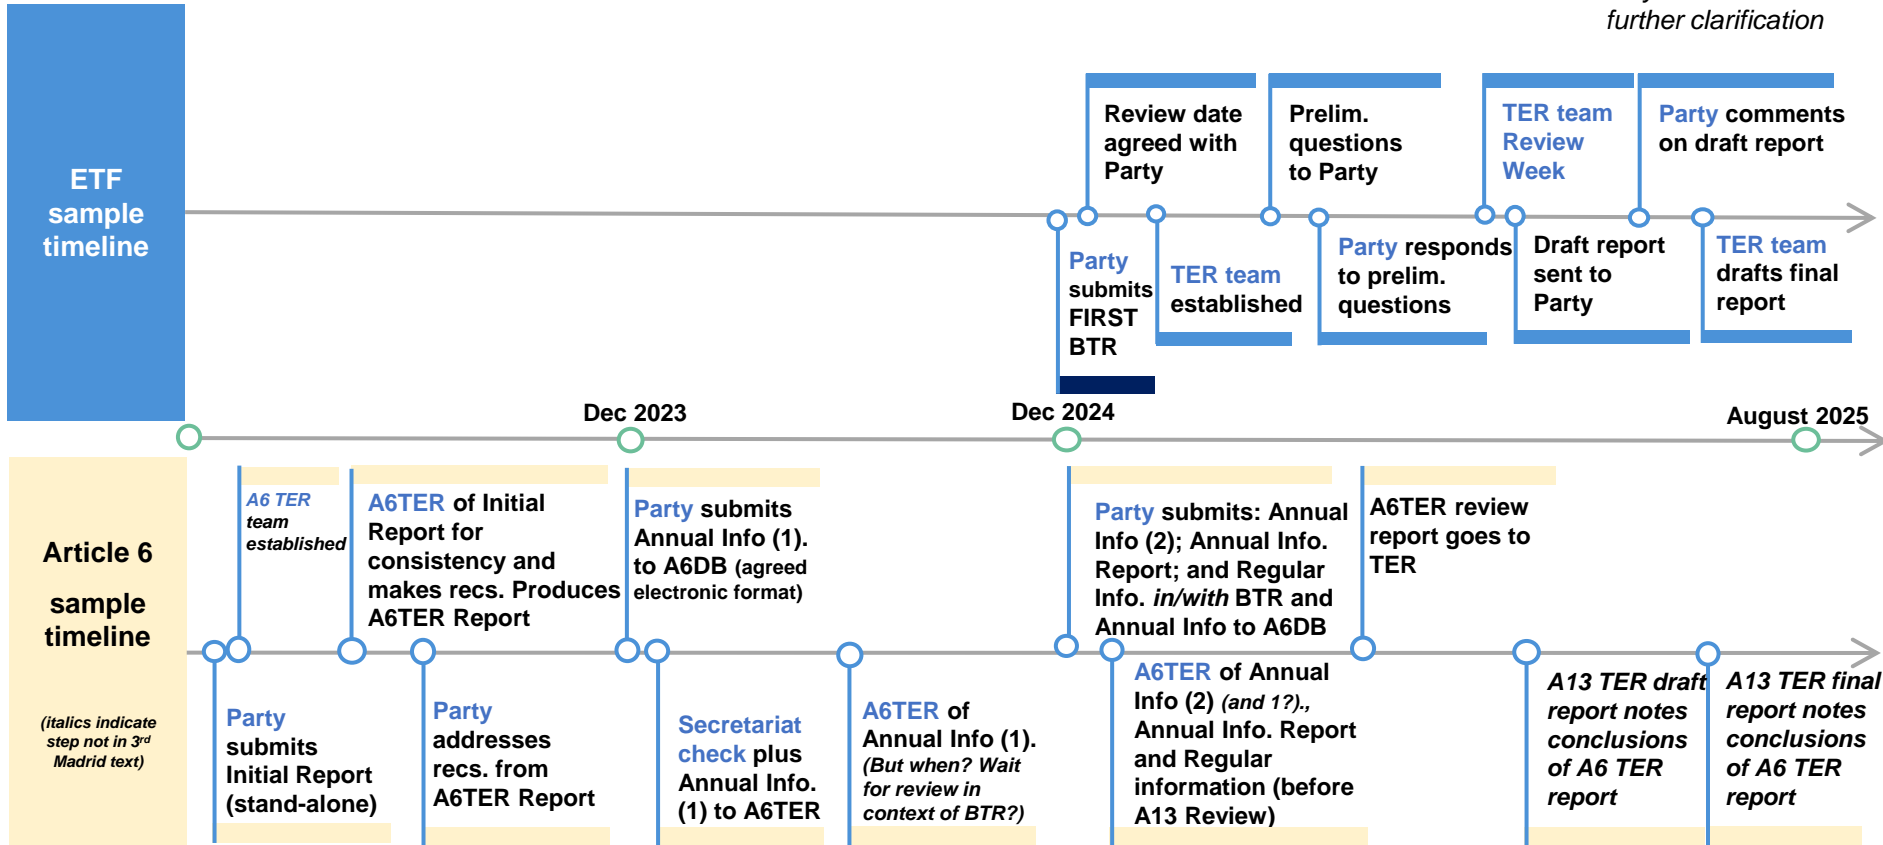 further clarification
ETF
sample
timeline
Review date
agreed with
Party
Prelim.
questions
to Party
TER team
Review
Week
Party comments
on draft report
Party
submits
FIRST
BTR
TER team
established
Party responds
to prelim.
questions
Draft report
sent to
Party
TER team
drafts final
report
Dec 2023
Dec 2024
August 2025
Article 6
sample
timeline
(italics indicate
step not in 3rd
Madrid text)
A6 TER
team
established
A6TER of Initial
Report for
consistency and
makes recs. Produces
A6TER Report
Party submits
Annual Info (1).
to A6DB (agreed
electronic format)
Party submits: Annual
Info (2); Annual Info.
Report; and Regular
Info. in/with BTR and
Annual Info to A6DB
A6TER review
report goes to
TER
Party
submits
Initial Report
(stand-alone)
Party
addresses
recs. from
A6TER Report
Secretariat
check plus
Annual Info.
(1) to A6TER
A6TER of
Annual Info (1).
(But when? Wait
for review in
context of BTR?)
A6TER of Annual
Info (2) (and 1?).,
Annual Info. Report
and Regular
information (before
A13 Review)
A13 TER draft
report notes
conclusions
of A6 TER
report
A13 TER final
report notes
conclusions
of A6 TER
report